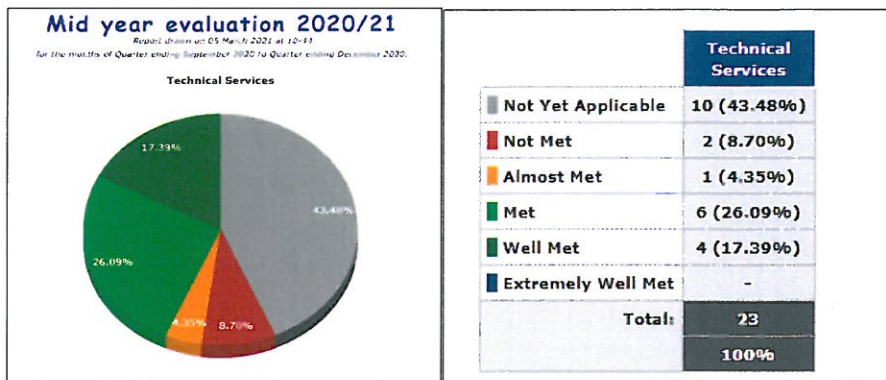 Mid year evaluation 2020/21
Report drawn on 05 March 2021 at 10:44
for the months of Quarter ending September 2020 to Quarter ending December 2020.
Technical Services
17.39%
43.48%
26.09%
4.35%
8.70%
Technical
Services
Not Yet Applicable 10 (43.48%)
Not Met 2 (8.70%)
Almost Met 1 (4.35%)
Met 6 (26.09%)
Well Met 4 (17.39%)
Extremely Well Met -
Total: 23
100%